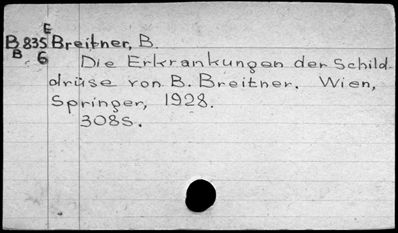 E
B835 Breitner, B.
B 6 Die Erkrankungen der Schild
drüse von B. Breitner. Wien,
Springer, 1928.
308s.